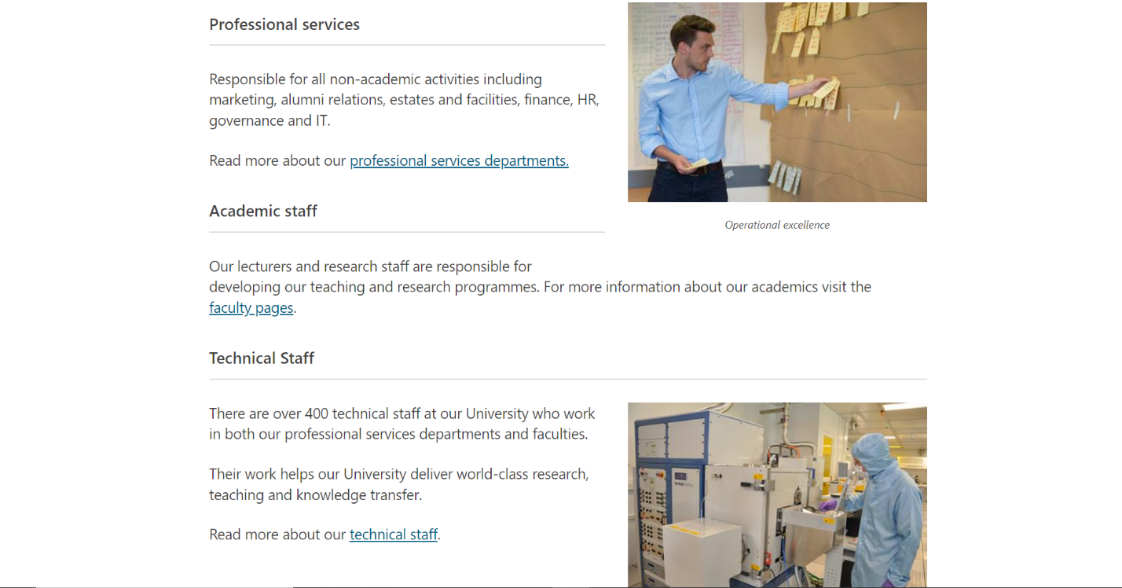 Professional services
Responsible for all non-academic activities including
marketing, alumni relations, estates and facilities, finance, HR,
governance and IT.
Read more about our professional services departments.
Operational excellence
Academic staff
Our lecturers and research staff are responsible for
developing our teaching and research programmes. For more information about our academics visit the
faculty pages.
Technical Staff
There are over 400 technical staff at our University who work
in both our professional services departments and faculties.
Their work helps our University deliver world-class research,
teaching and knowledge transfer.
Read more about our technical staff.